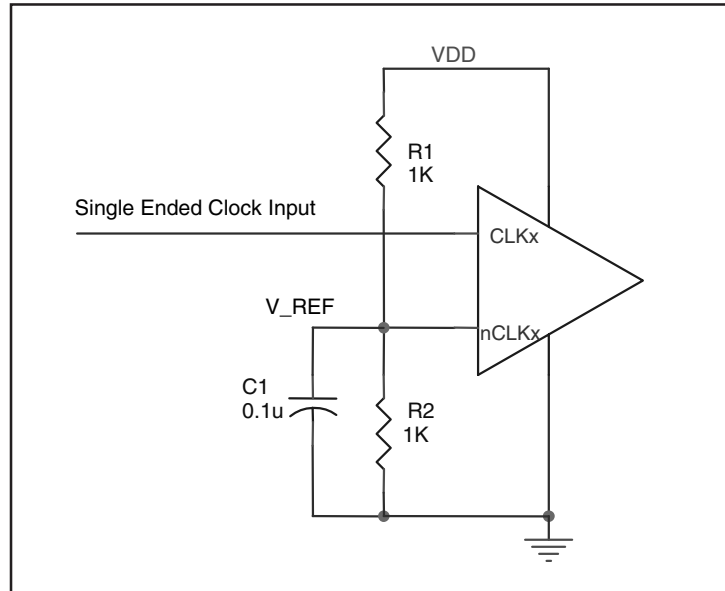 VDD
R1
1K
Single Ended Clock Input
CLKx
V_REF
nCLKx
C1
0.1u
R2
1K